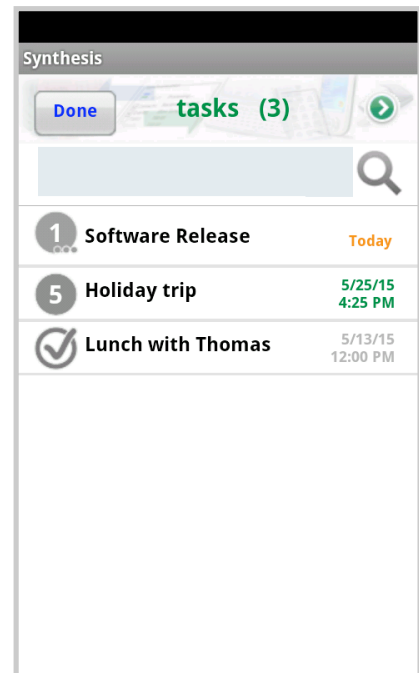 Synthesis
Done
tasks (3)
1
Software Release
Today
5
Holiday trip
5/25/15
4:25 PM
Lunch with Thomas
5/13/15
12:00 PM